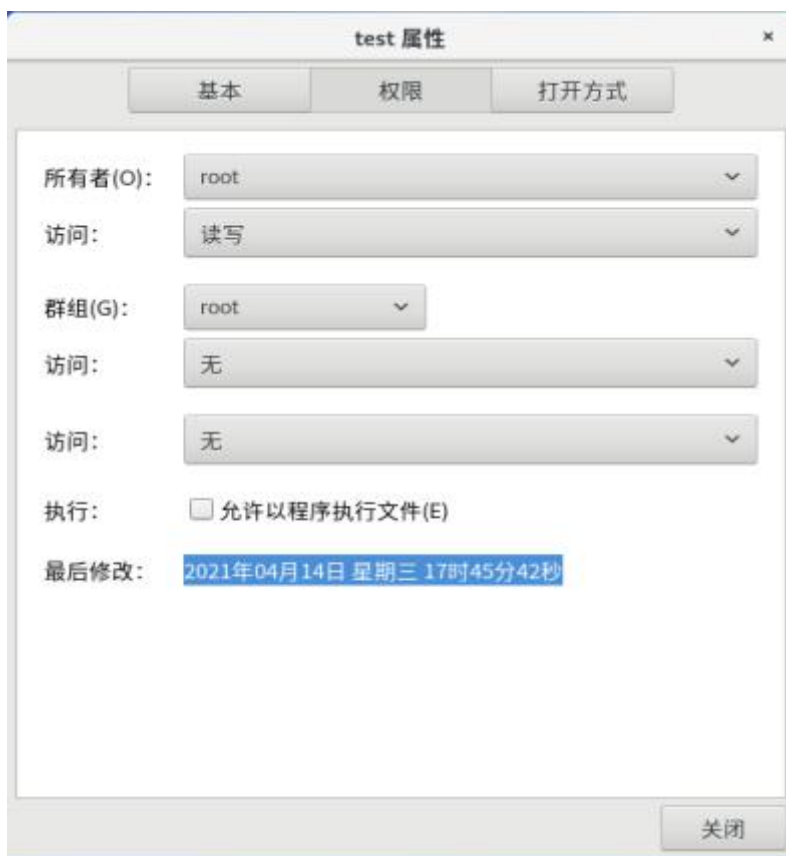 test 属性 ×
基本 权限 打开方式
所有者(O): root
访问: 读写
群组(G): root
访问: 无
访问: 无
执行: 允许以程序执行文件(E)
最后修改: 2021年04月14日 星期三 17时45分42秒
关闭